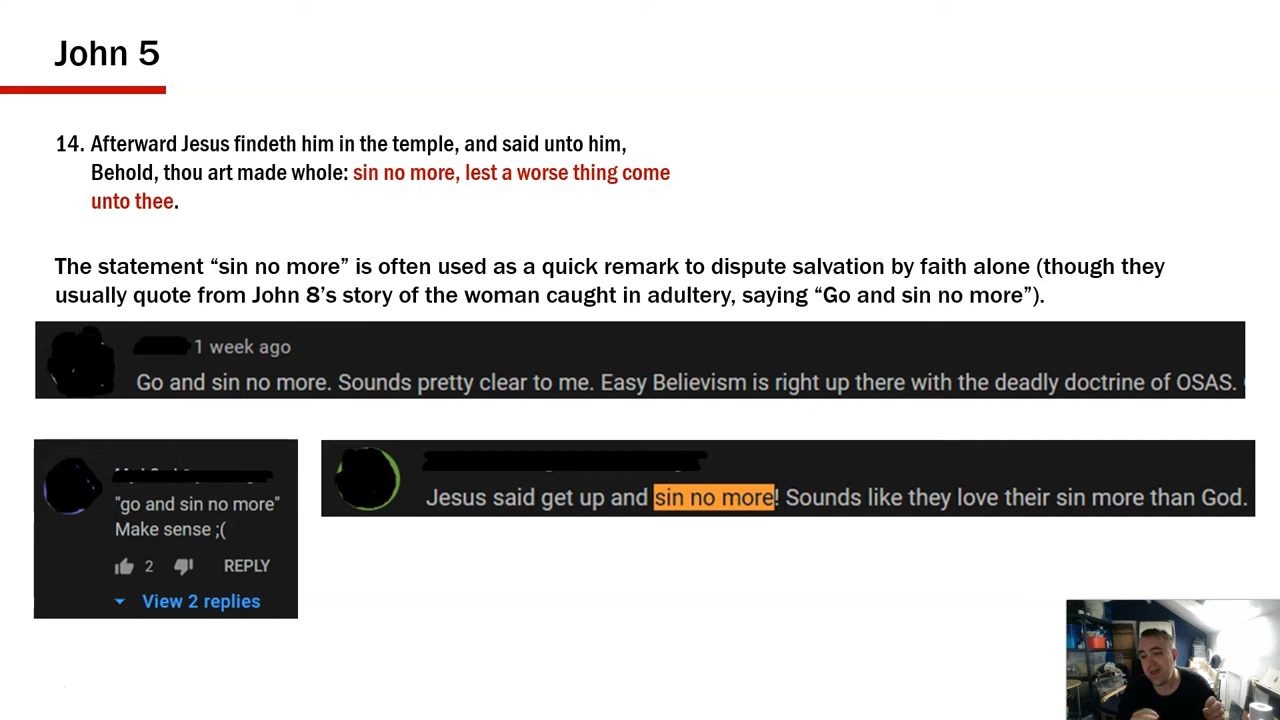 John 5
14. Afterward Jesus findeth him in the temple, and said unto him,
Behold, thou art made whole: sin no more, lest a worse thing come
unto thee.
The statement “sin no more” is often used as a quick remark to dispute salvation by faith alone (though they
usually quote from John 8’s story of the woman caught in adultery, saying “Go and sin no more”).
1 week ago
Go and sin no more. Sounds pretty clear to me. Easy Believism is right up there with the deadly doctrine of OSAS.
"go and sin no more"
Make sense ;(
2 REPLY
View 2 replies
Jesus said get up and sin no more! Sounds like they love their sin more than God.